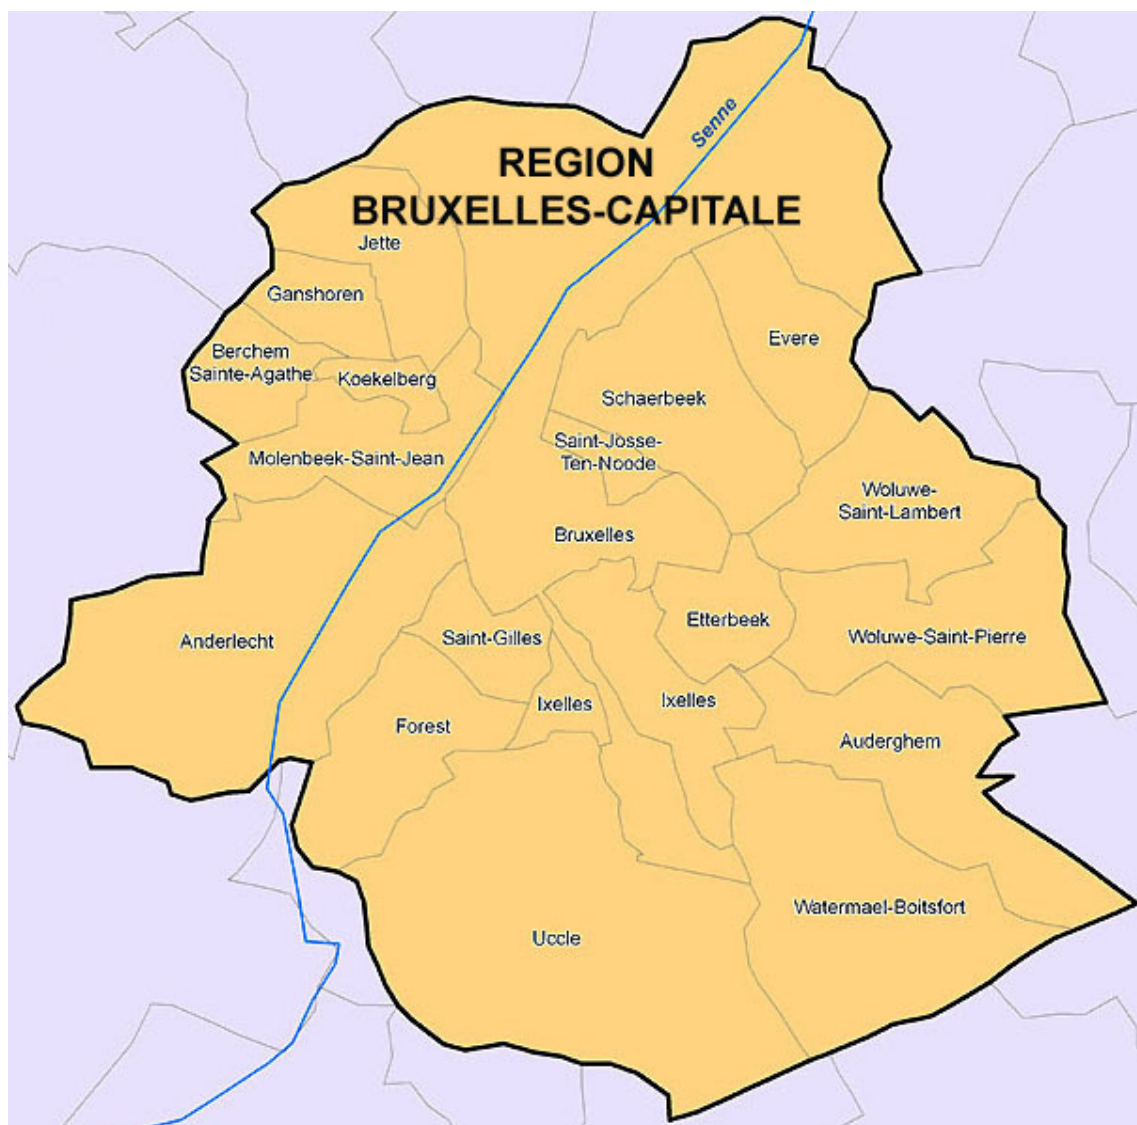 Senne
REGION
BRUXELLES-CAPITALE
Jette
Ganshoren
Evere
Berchem
Sainte-Agathe
Koekelberg
Schaerbeek
Saint-Josse-
Ten-Noode
Molenbeek-Saint-Jean
Woluwe-
Saint-Lambert
Bruxelles
Etterbeek
Anderlecht
Saint-Gilles
Woluwe-Saint-Pierre
Ixelles
Ixelles
Forest
Auderghem
Watermael-Boitsfort
Uccle